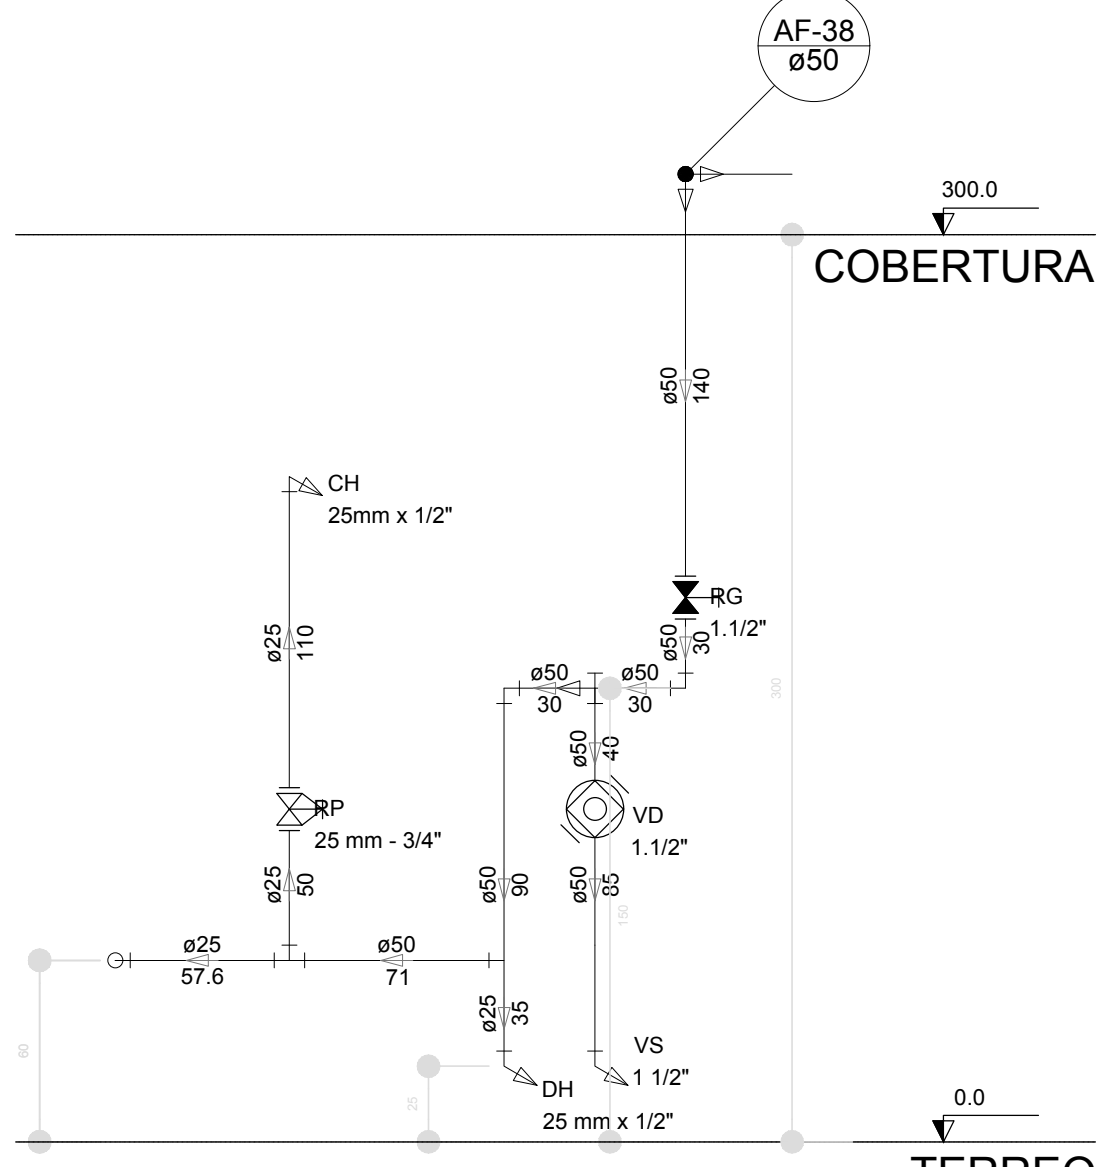 AF-38
ø50
300.0
COBERTURA
ø50
140
CH
25mm x 1/2"
RG
1.1/2"
ø50
30
ø25
110
ø50
30
ø50
30
300
ø50
40
RP
25 mm - 3/4"
VD
1.1/2"
ø25
50
ø50
90
ø50
85
150
ø25
57.6
ø50
71
ø25
35
60
VS
1 1/2"
DH
25 mm x 1/2"
25
0.0
TERREO